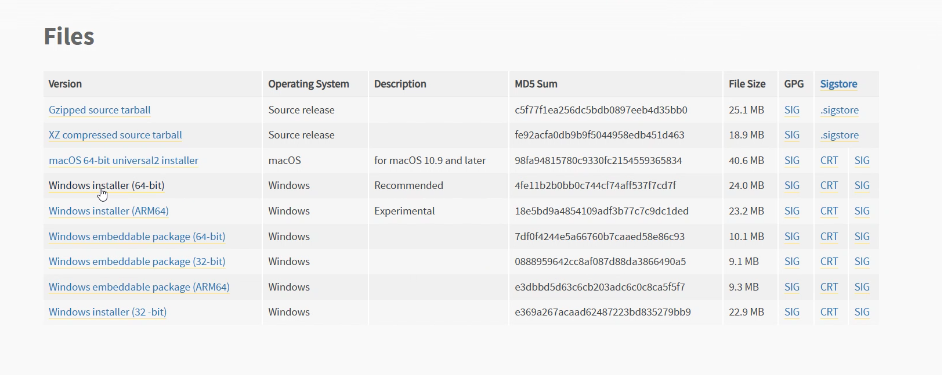 Files
Version Operating System Description MD5 Sum File Size GPG Sigstore
Gzipped source tarball Source release c5f77f1ea256dc5bdb0897eeb4d35bb0 25.1 MB SIG .sigstore
XZ compressed source tarball Source release fe92acfa0db9b9f5044958edb451d463 18.9 MB SIG .sigstore
macOS 64-bit universal2 installer macOS for macOS 10.9 and later 98fa94815780c9330fc2154559365834 40.6 MB SIG CRT SIG
Windows installer (64-bit) Windows Recommended 4fe11b2b0bb0c744cf74aff537f7cd7f 24.0 MB SIG CRT SIG
Windows installer (ARM64) Windows Experimental 18e5bd9a4854109adf3b77c7c9dc1ded 23.2 MB SIG CRT SIG
Windows embeddable package (64-bit) Windows 7df0f4244e5a66760b7caaed58e86c93 10.1 MB SIG CRT SIG
Windows embeddable package (32-bit) Windows 0888959642cc8af087d88da3866490a5 9.1 MB SIG CRT SIG
Windows embeddable package (ARM64) Windows e3dbbd5d63c6cb203adc6c0c8ca5f5f7 9.3 MB SIG CRT SIG
Windows installer (32 -bit) Windows e369a267acaad62487223bd835279bb9 22.9 MB SIG CRT SIG